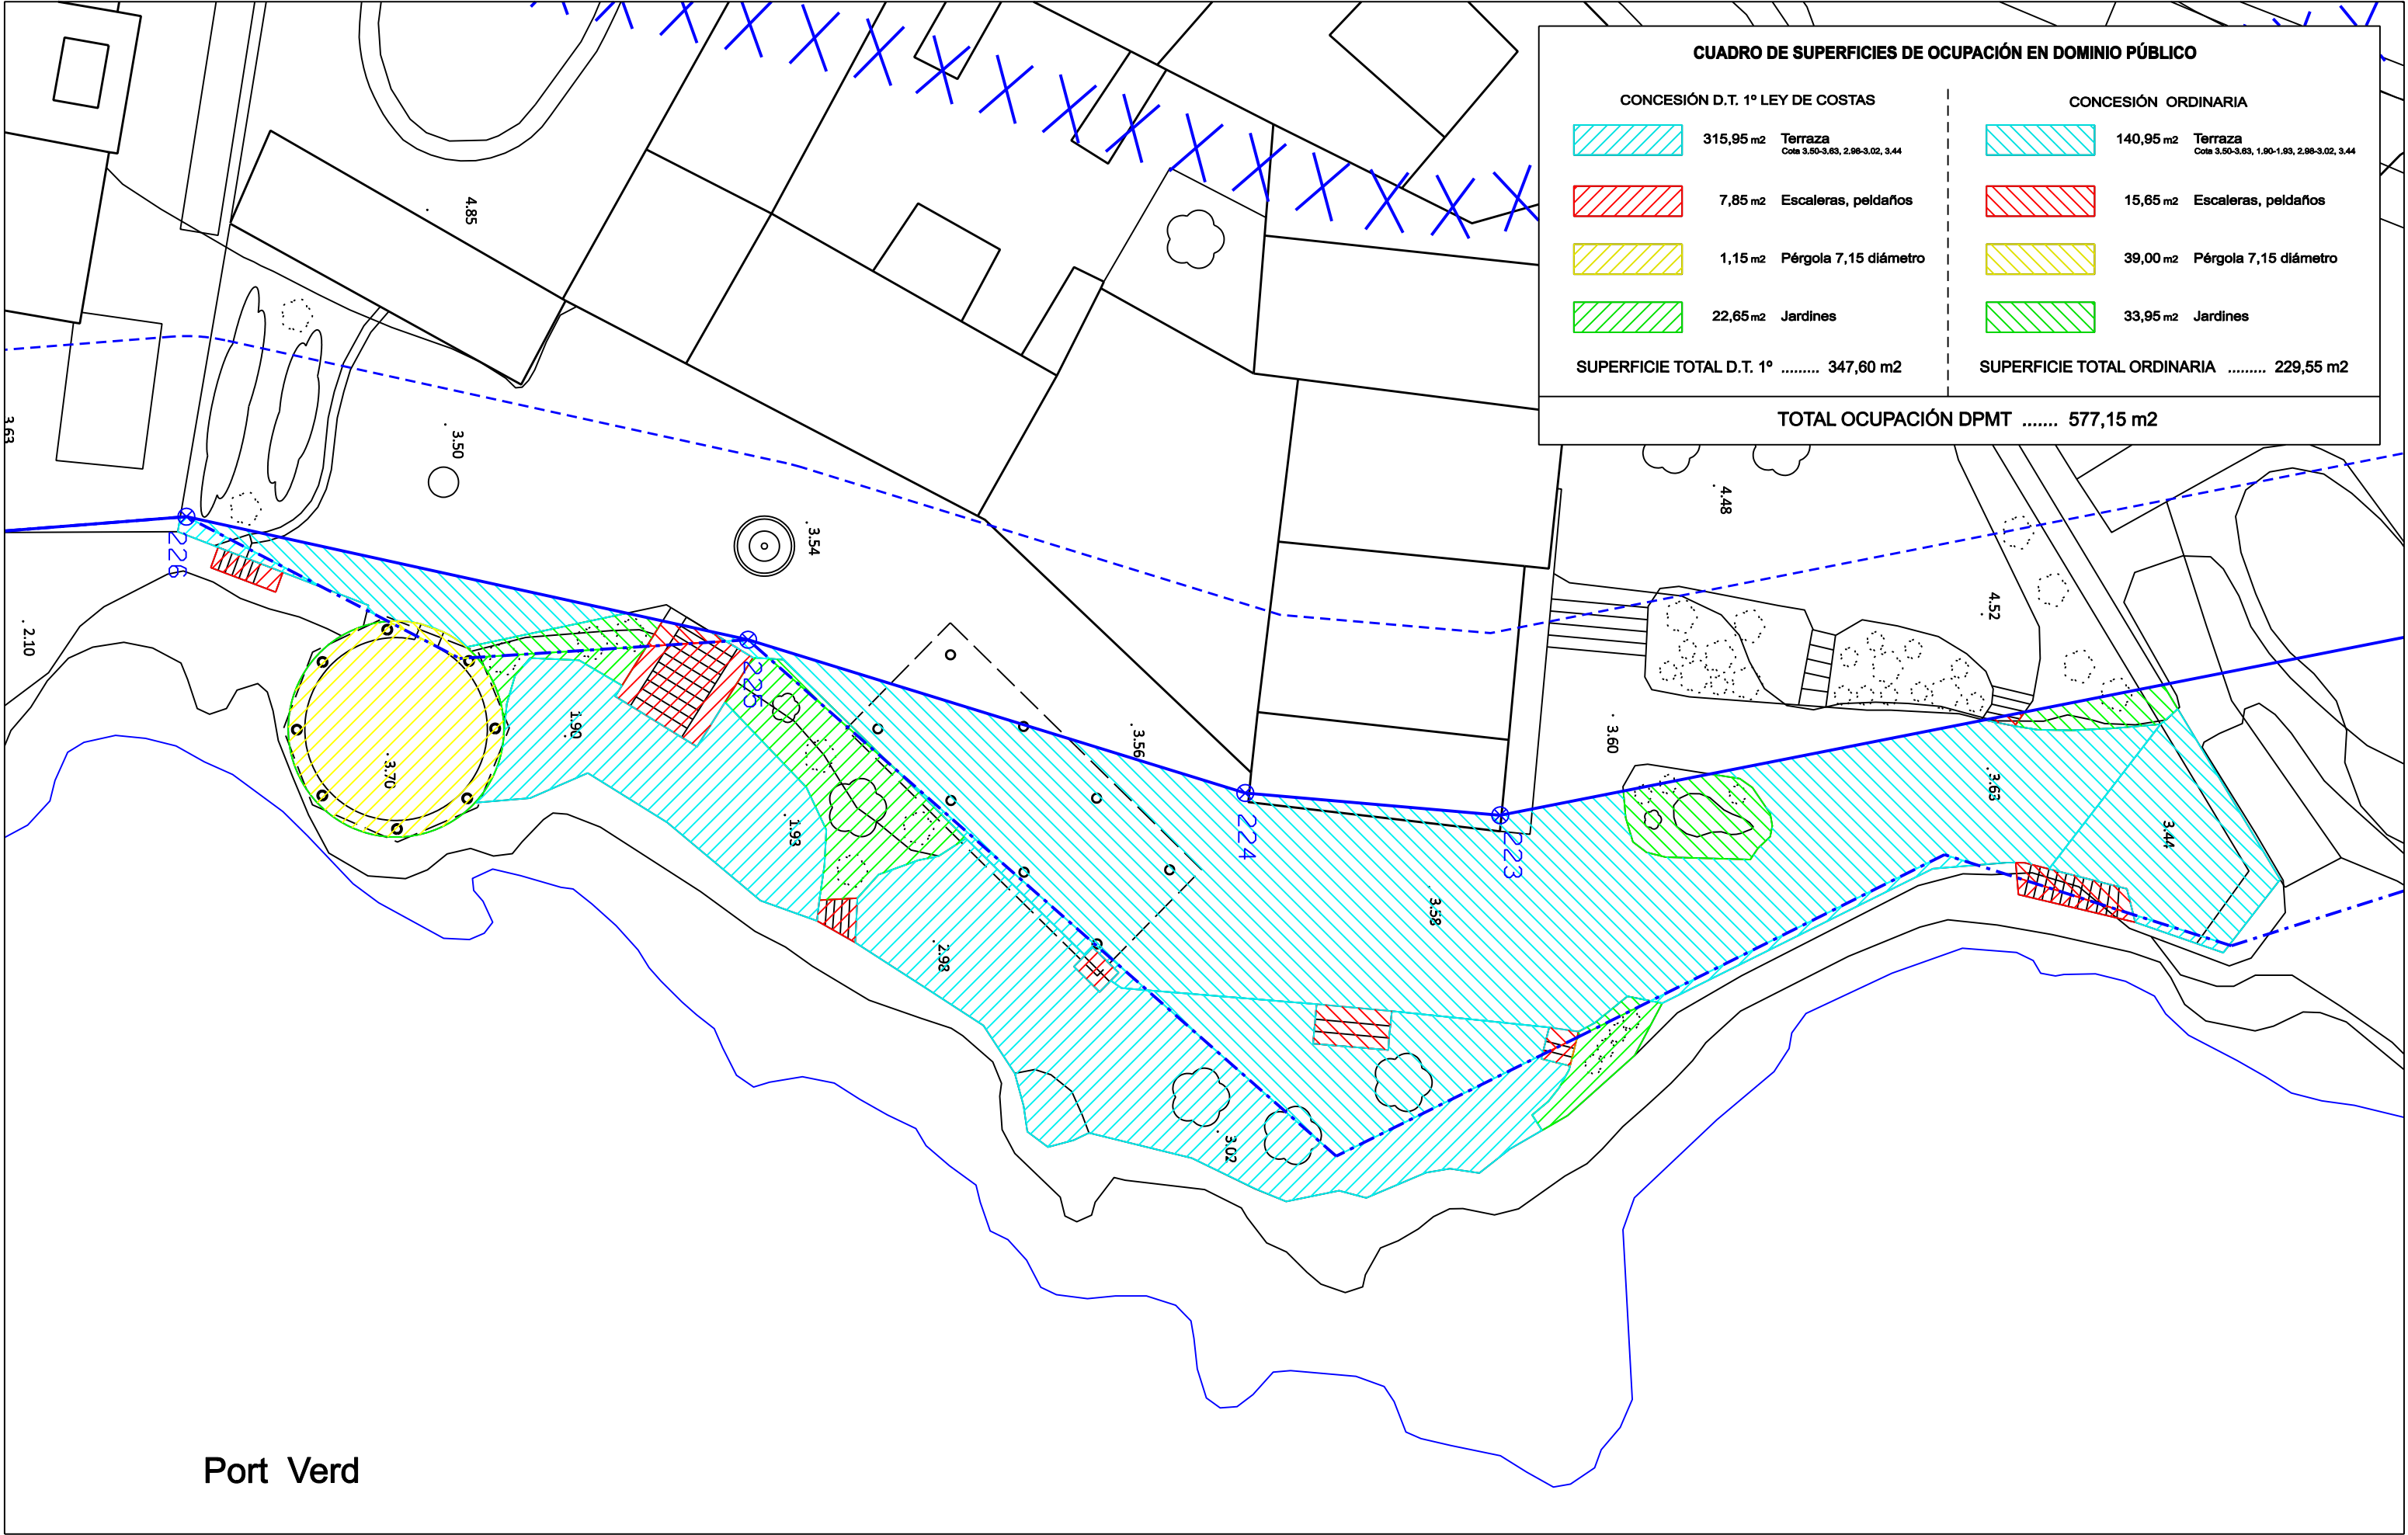 CUADRO DE SUPERFICIES DE OCUPACIÓN EN DOMINIO PÚBLICO
CONCESIÓN D.T. 1º LEY DE COSTAS
315,95 m2 Terraza
Cota 3.50-3.63, 2.98-3.02, 3.44
7,85 m2 Escaleras, peldaños
1,15 m2 Pérgola 7,15 diámetro
22,65 m2 Jardines
SUPERFICIE TOTAL D.T. 1º ......... 347,60 m2
CONCESIÓN ORDINARIA
140,95 m2 Terraza
Cota 3.50-3.63, 1.90-1.93, 2.98-3.02, 3.44
15,65 m2 Escaleras, peldaños
39,00 m2 Pérgola 7,15 diámetro
33,95 m2 Jardines
SUPERFICIE TOTAL ORDINARIA ......... 229,55 m2
TOTAL OCUPACIÓN DPMT ....... 577,15 m2
4.85
3.63
3.50
4.48
3.54
226
4.52
2.10
225
1.90
3.56
3.60
3.70
3.63
1.93
224
3.44
223
3.58
2.98
3.02
Port Verd